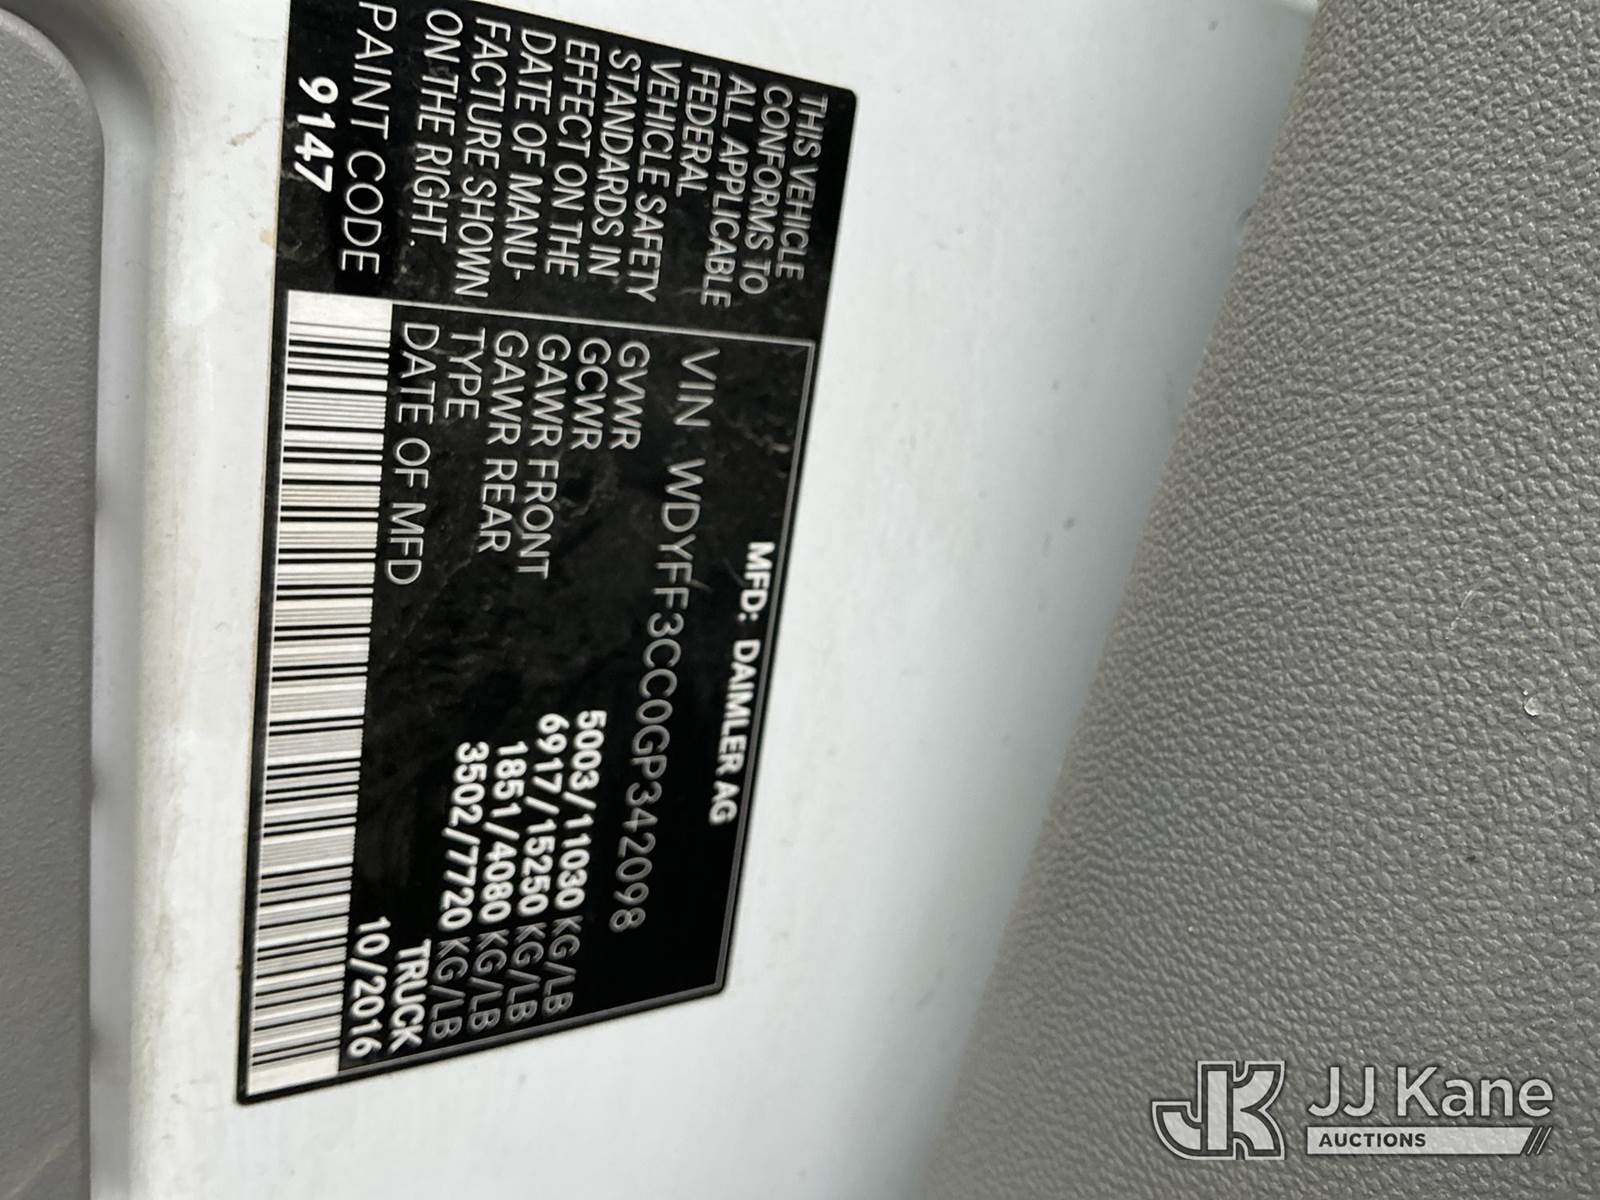 THIS VEHICLE
CONFORMS TO
ALL APPLICABLE
FEDERAL
VEHICLE SAFETY
STANDARDS IN
EFFECT ON THE
DATE OF MANU-
FACTURE SHOWN
ON THE RIGHT.
PAINT CODE
9147
MFD: DAIMLER AG
VIN WDYFF3CC0GP342098
GVWR 5003/11030 KG/LB
GCWR 6917/15250 KG/LB
GAWR FRONT 1851/4080 KG/LB
GAWR REAR 3502/7720 KG/LB
TYPE TRUCK
DATE OF MFD 10/2016
JK JJ Kane
AUCTIONS